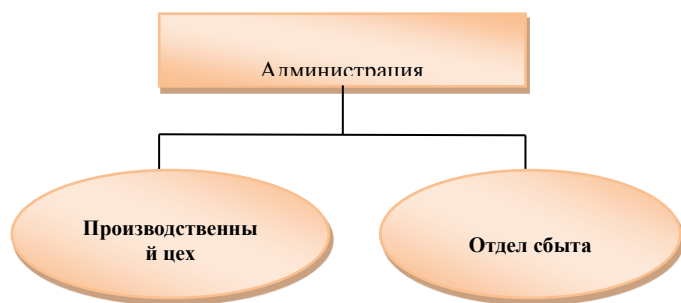 Администрация
Производственны
й цех
Отдел сбыта